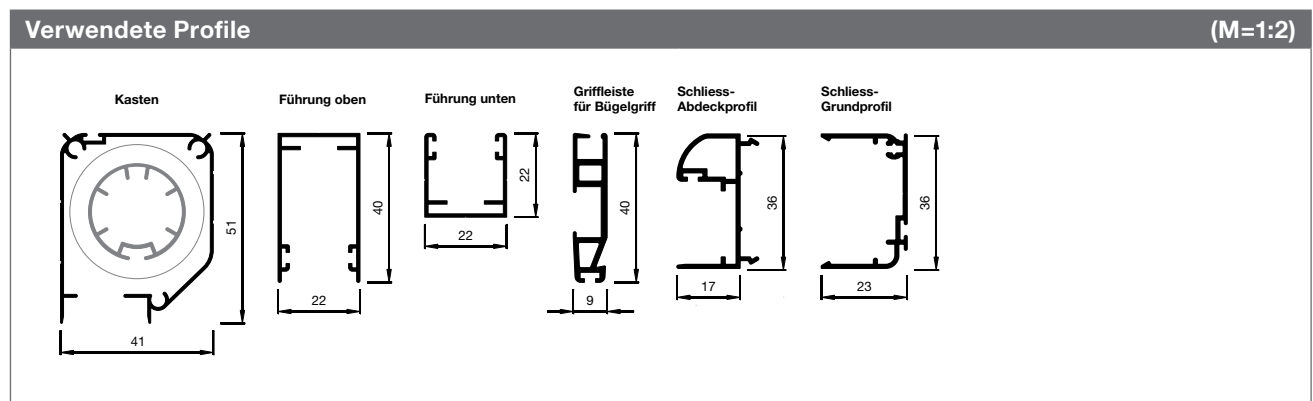 Verwendete Profile (M=1:2)
Kasten
Führung oben
Führung unten
Griffleiste
für Bügelgriff
Schliess-
Abdeckprofil
Schliess-
Grundprofil
51
41
40
22
22
22
40
9
36
17
36
23